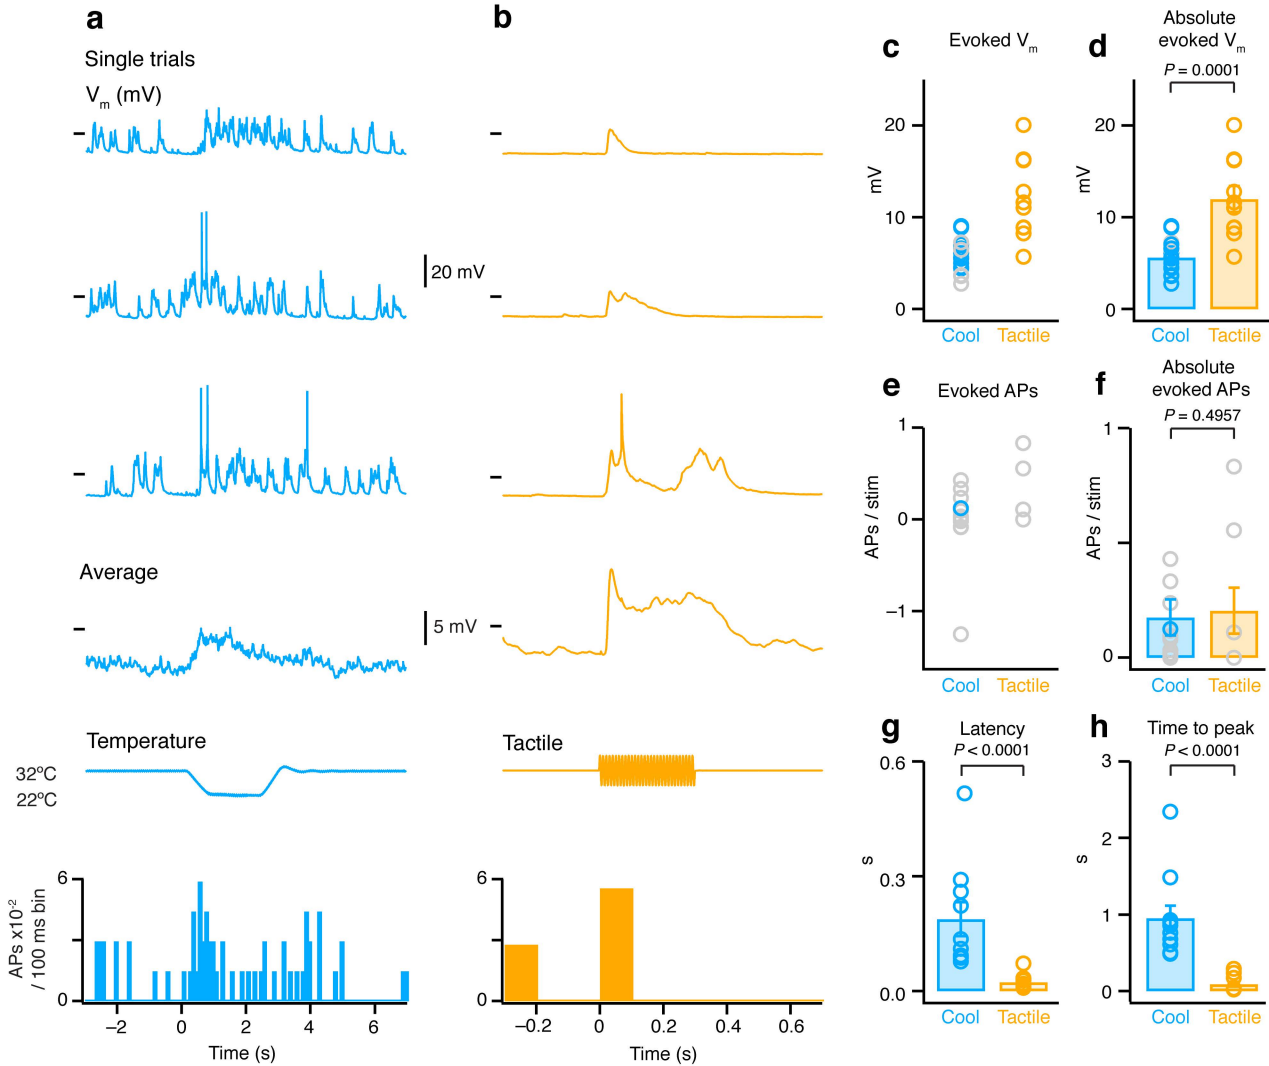 a
Single trials
Vm (mV)
20 mV
Average
5 mV
Temperature
32ºC
22ºC
APs x10-2
/ 100 ms bin
6
0
−2
0
2
4
6
Time (s)
b
Tactile
6
0
−0.2
0
0.2
0.4
0.6
Time (s)
c
Evoked Vm
mV
20
10
0
Cool
Tactile
d
Absolute
evoked Vm
P = 0.0001
mV
20
10
0
Cool
Tactile
e
Evoked APs
APs / stim
1
0
−1
Cool
Tactile
f
Absolute
evoked APs
P = 0.4957
APs / stim
1
0
Cool
Tactile
g
Latency
P < 0.0001
s
0.6
0.3
0.0
Cool
Tactile
h
Time to peak
P < 0.0001
s
3
2
1
0
Cool
Tactile